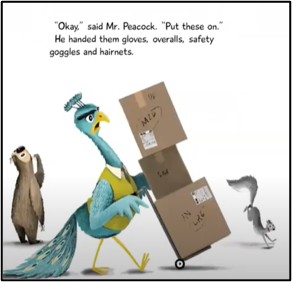 "Okay," said Mr. Peacock. "Put these on."
He handed them gloves, overalls, safety
goggles and hairnets.